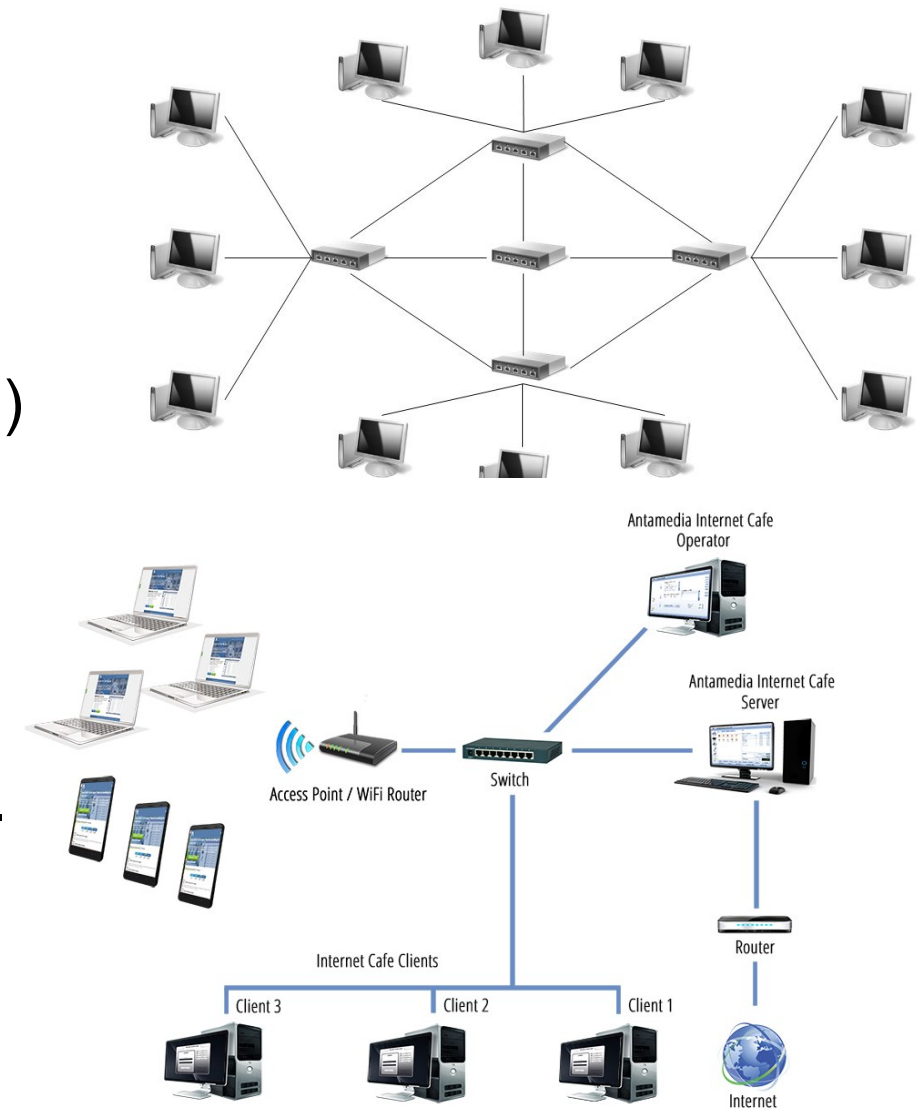 )
Antamedia Internet Cafe
Operator
Antamedia Internet Cafe
Server
Access Point / WiFi Router
Switch
Router
Internet Cafe Clients
Client 3
Client 2
Client 1
Internet